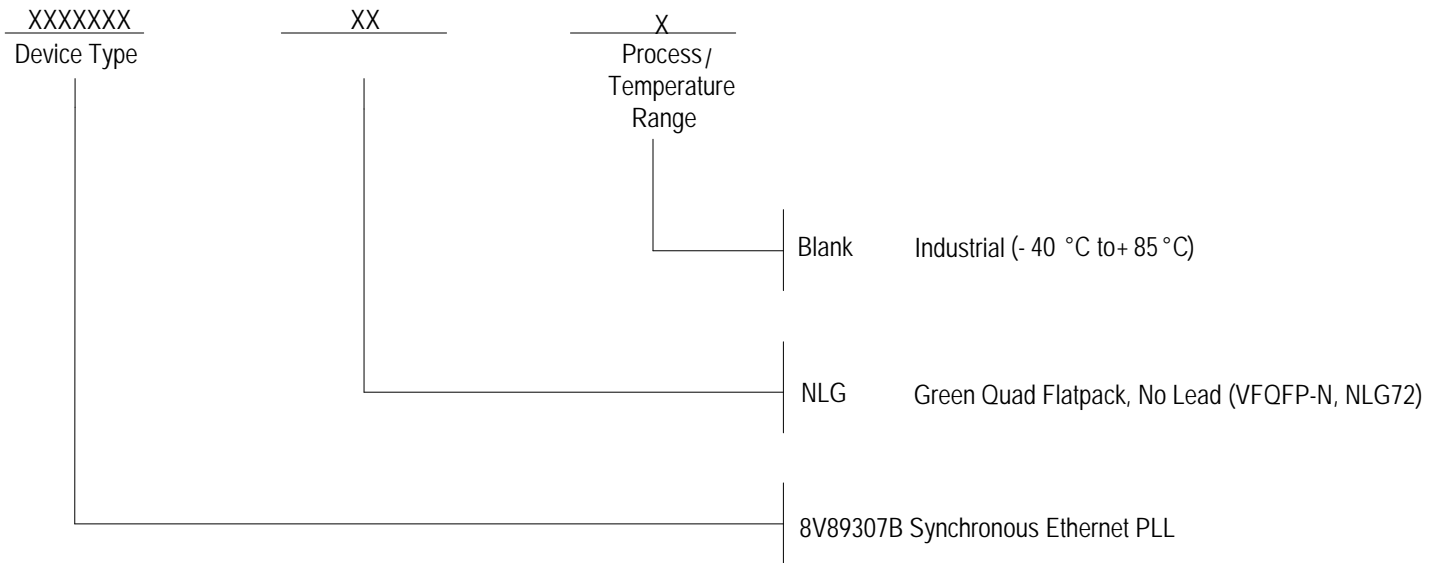 XXXXXXX XX X
Device Type Process/
Temperature
Range
Blank Industrial (- 40 °C to+ 85°C)
NLG Green Quad Flatpack, No Lead (VFQFP-N, NLG72)
8V89307B Synchronous Ethernet PLL